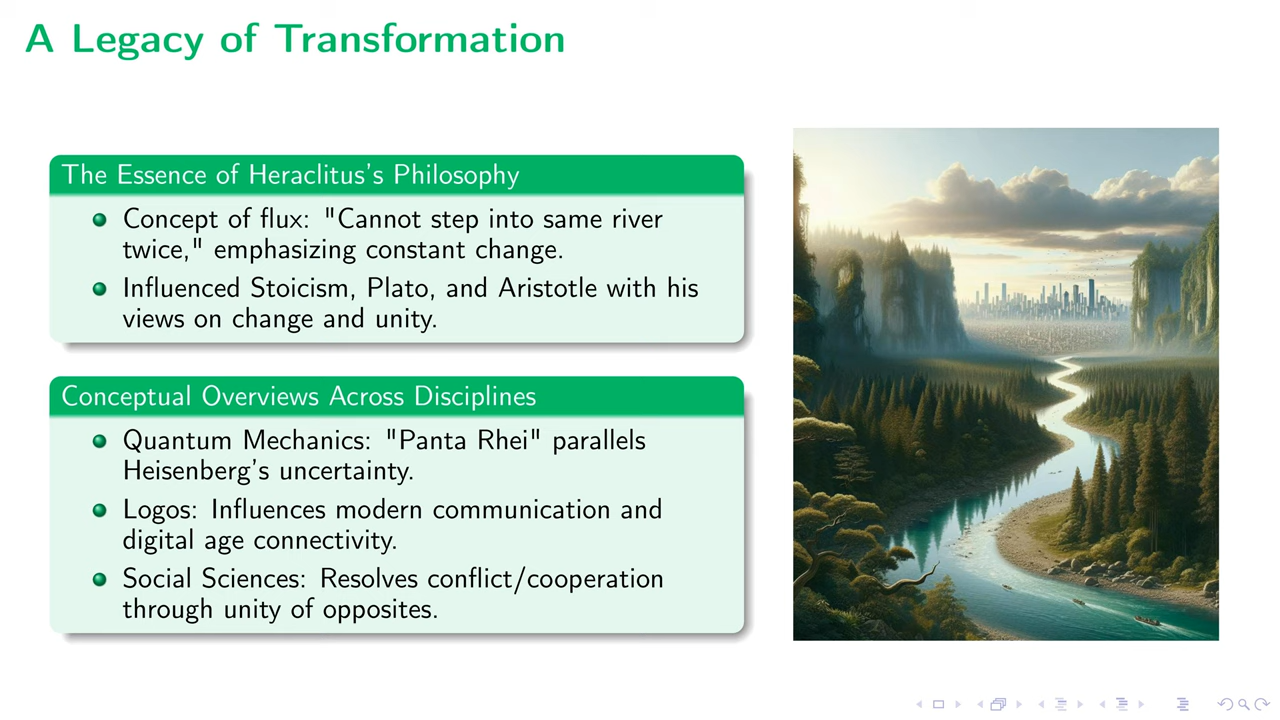 A Legacy of Transformation
The Essence of Heraclitus's Philosophy
Concept of flux: "Cannot step into same river
twice," emphasizing constant change.
Influenced Stoicism, Plato, and Aristotle with his
views on change and unity.
Conceptual Overviews Across Disciplines
Quantum Mechanics: "Panta Rhei" parallels
Heisenberg's uncertainty.
Logos: Influences modern communication and
digital age connectivity.
Social Sciences: Resolves conflict/cooperation
through unity of opposites.